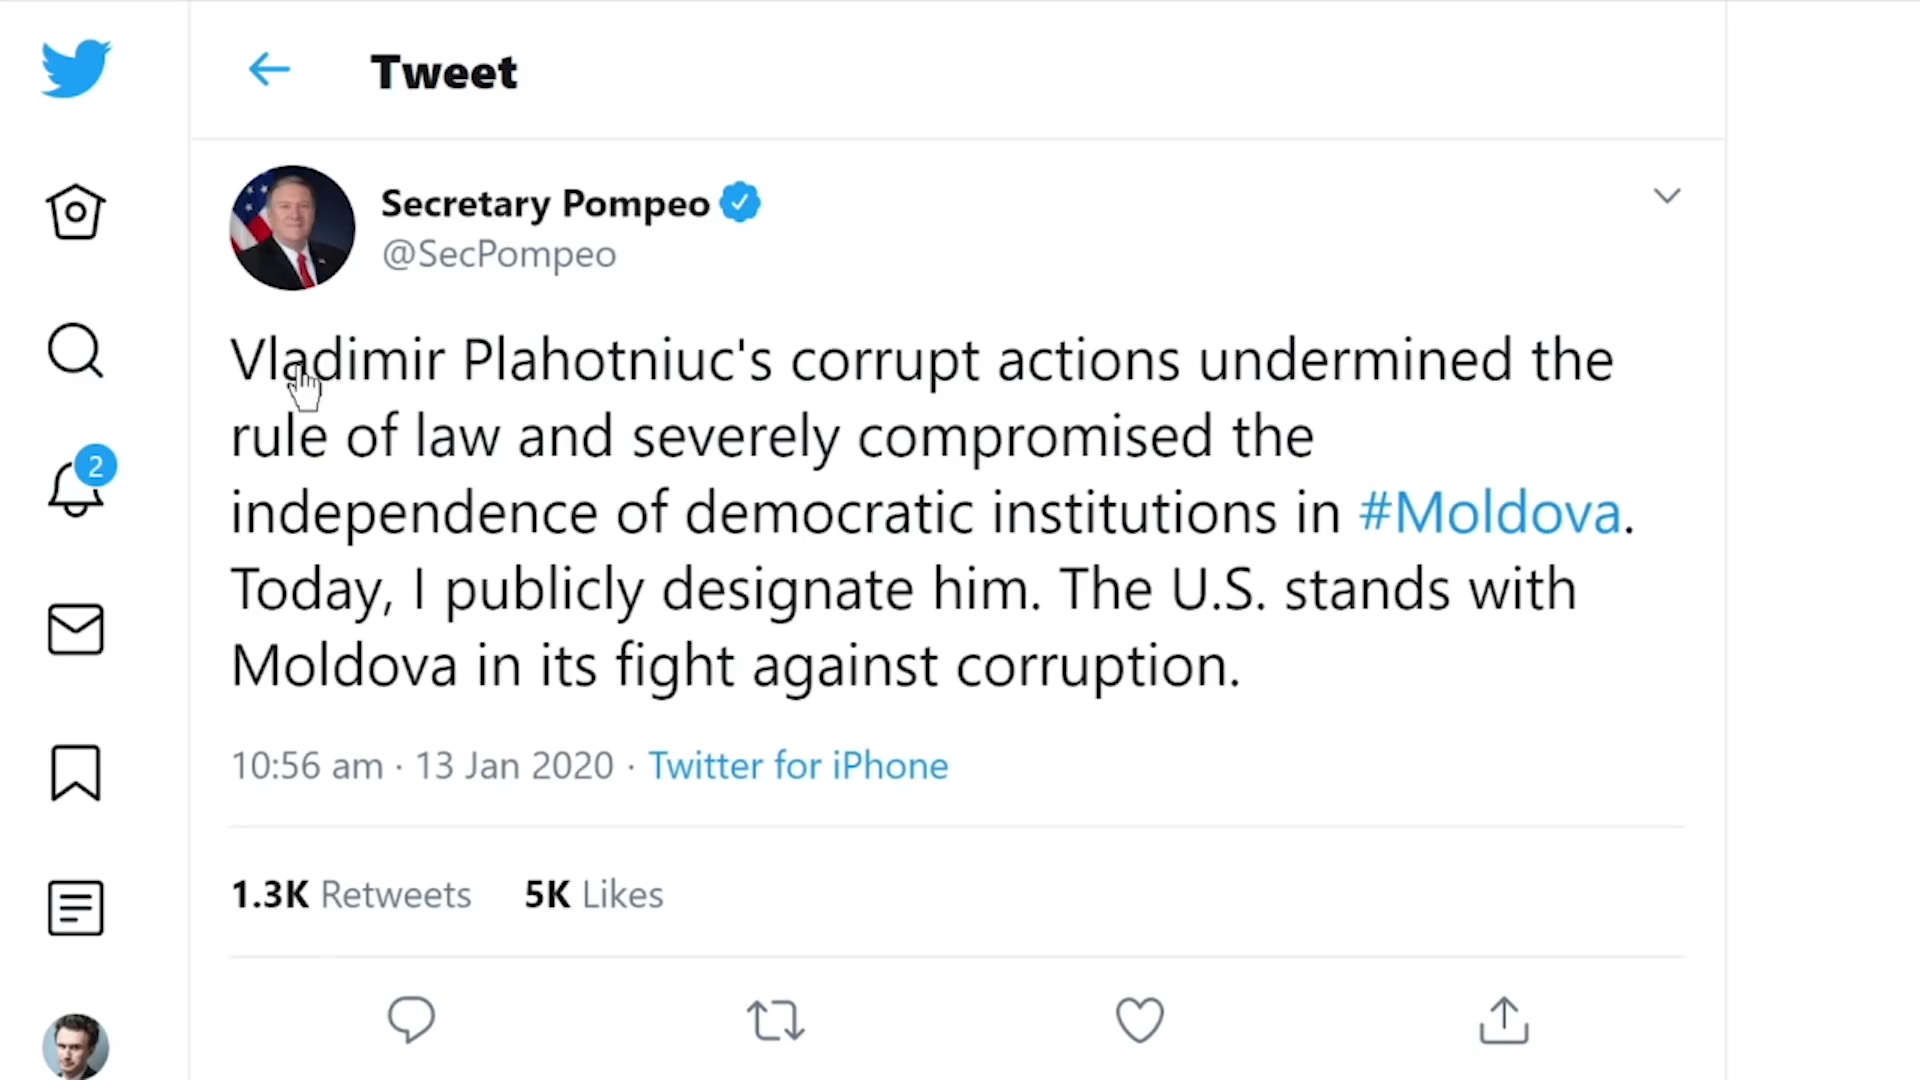 Tweet
Secretary Pompeo
@SecPompeo
Vladimir Plahotniuc's corrupt actions undermined the
rule of law and severely compromised the
independence of democratic institutions in #Moldova.
Today, I publicly designate him. The U.S. stands with
Moldova in its fight against corruption.
10:56 am · 13 Jan 2020 · Twitter for iPhone
1.3K Retweets 5K Likes
2